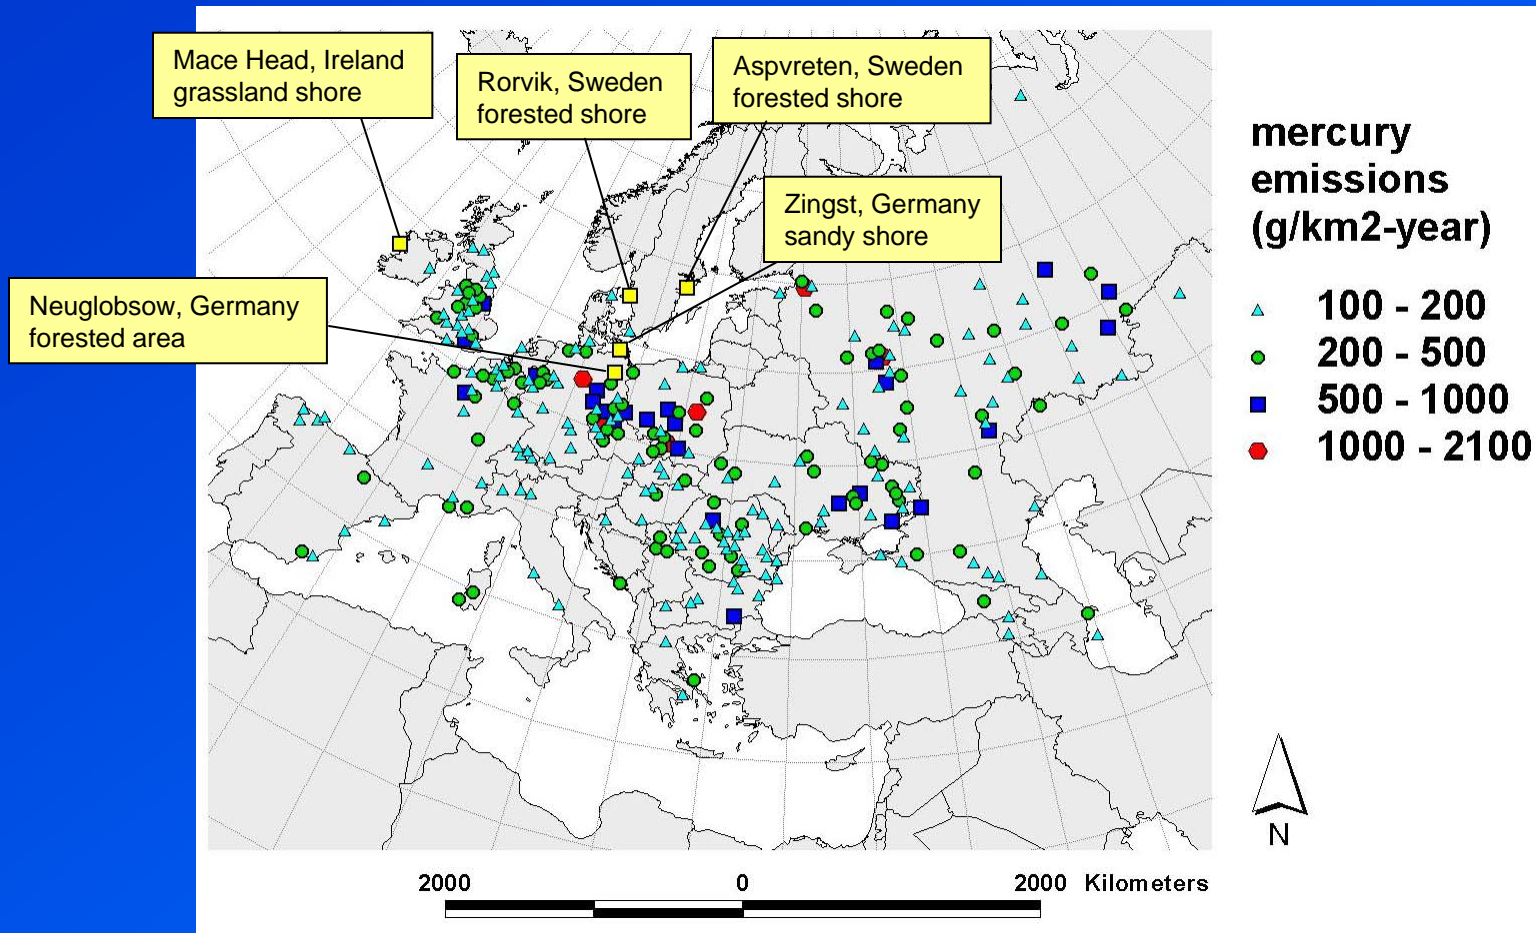 Mace Head, Ireland
grassland shore
Rorvik, Sweden
forested shore
Aspvreten, Sweden
forested shore
Zingst, Germany
sandy shore
Neuglobsow, Germany
forested area
mercury
emissions
(g/km2-year)
100 - 200
200 - 500
500 - 1000
1000 - 2100
N
2000 0 2000 Kilometers